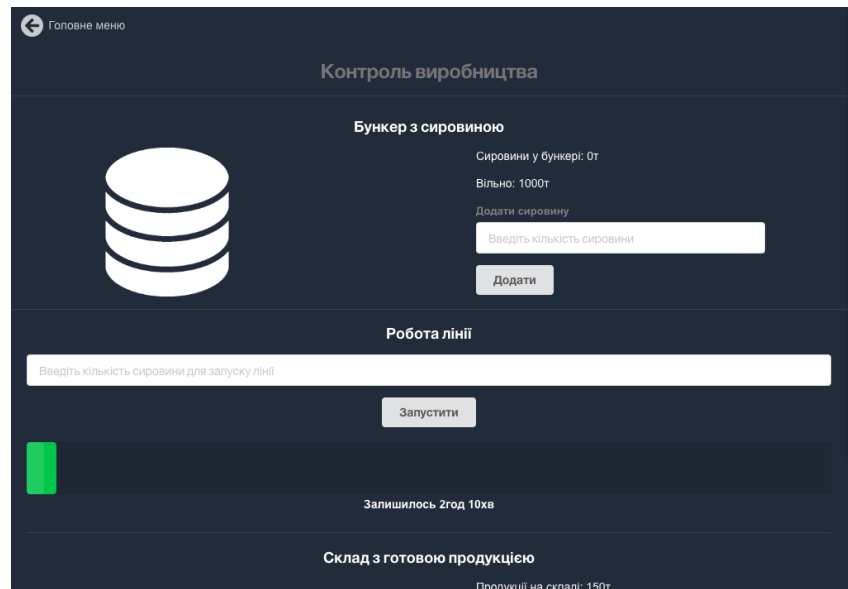 Головне меню
Контроль виробництва
Бункер з сировиною
Сировини у бункері: 0т
Вільно: 1000т
Додати сировину
Введіть кількість сировини
Додати
Робота лінії
Введіть кількість сировини для запуску лінії
Запустити
Залишилось 2год 10хв
Склад з готовою продукцією
Продукції на складі: 150т